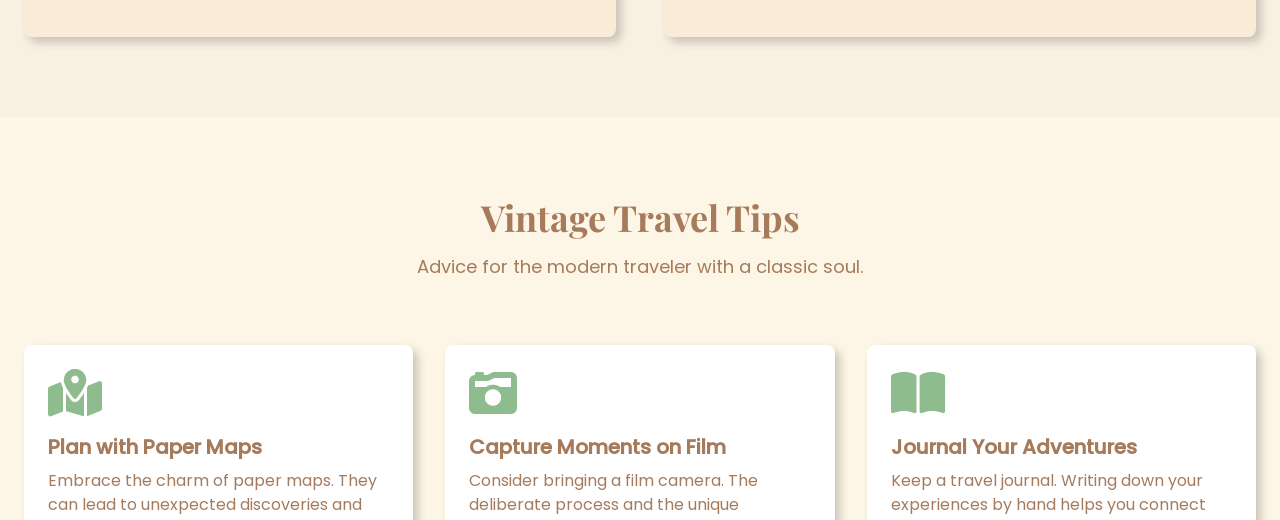 Vintage Travel Tips
Advice for the modern traveler with a classic soul.
Plan with Paper Maps
Embrace the charm of paper maps. They
can lead to unexpected discoveries and
Capture Moments on Film
Consider bringing a film camera. The
deliberate process and the unique
Journal Your Adventures
Keep a travel journal. Writing down your
experiences by hand helps you connect